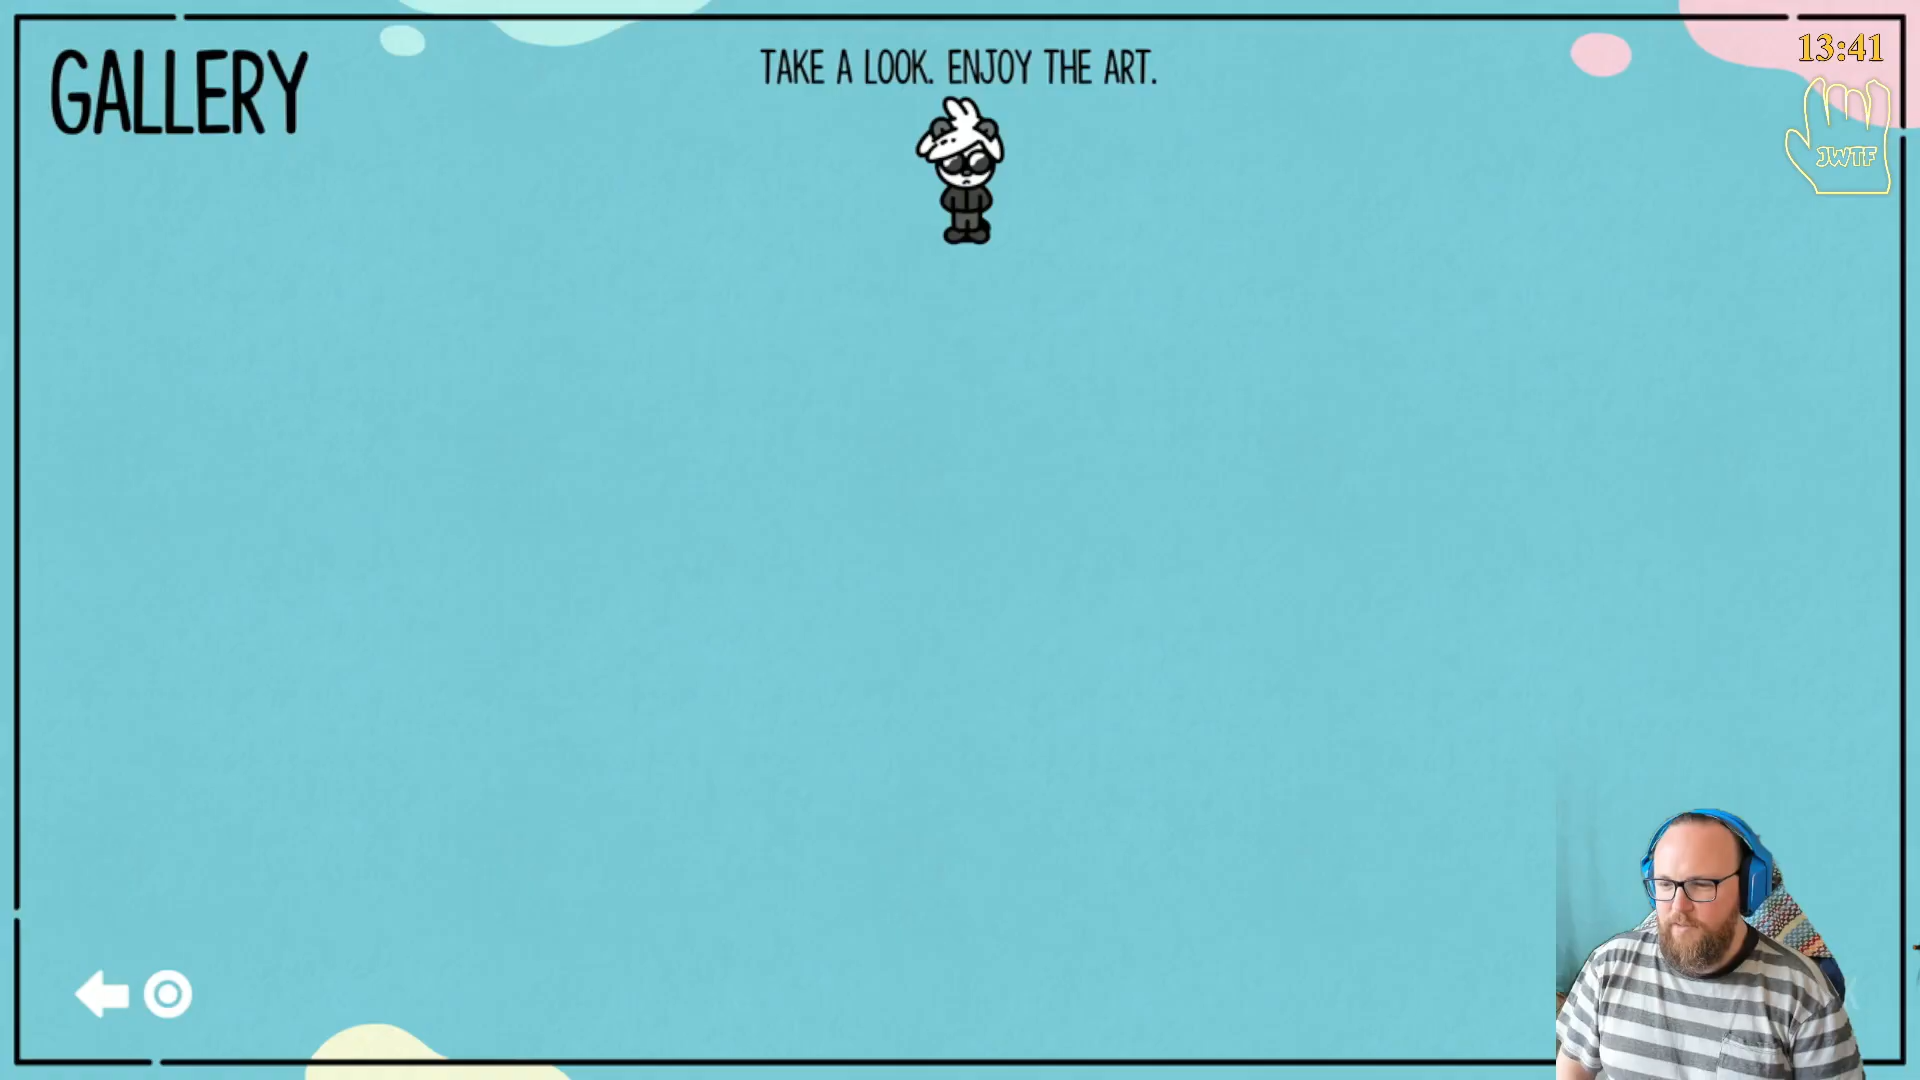 GALLERY
TAKE A LOOK. ENJOY THE ART.
13:41
JWTF